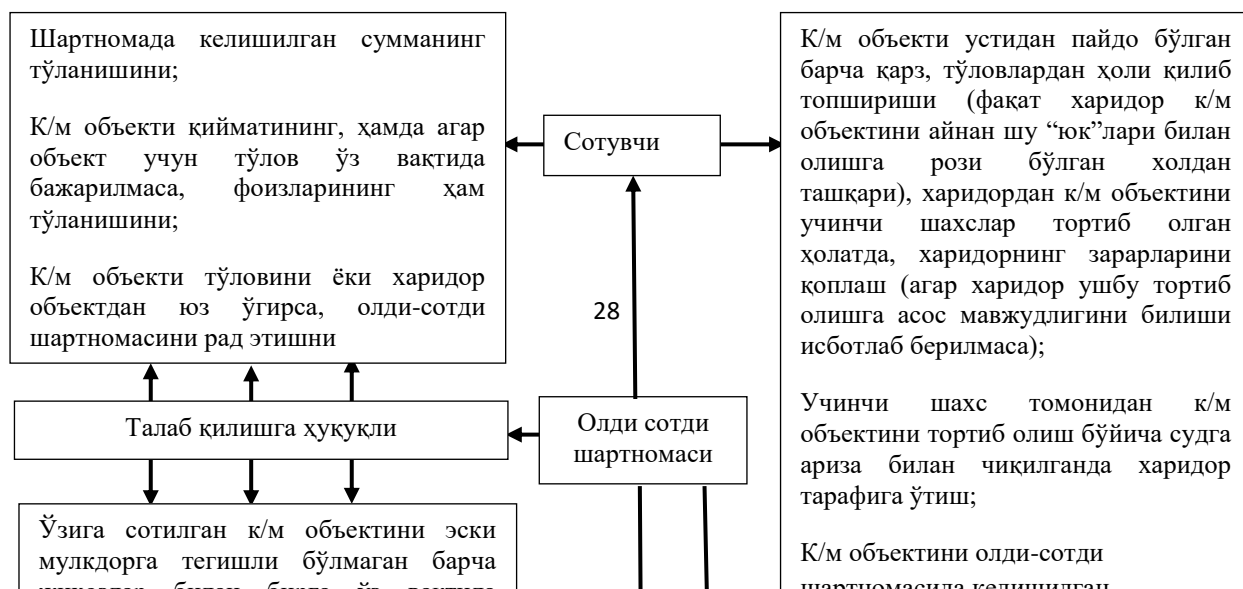 Шартномада келишилган сумманинг
тўланишини;
К/м объекти қийматининг, ҳамда агар
объект учун тўлов ўз вақтида
бажарилмаса, фоизларининг ҳам
тўланишини;
К/м объекти тўловини ёки харидор
объектдан юз ўгирса, олди-сотди
шартномасини рад этишни
Сотувчи
К/м объекти устидан пайдо бўлган
барча қарз, тўловлардан ҳоли қилиб
топшириши (фақат харидор к/м
объектини айнан шу “юк”лари билан
олишга рози бўлган холдан
ташқари), харидордан к/м объектини
учинчи шахслар тортиб олган
ҳолатда, харидорнинг зарарларини
қоплаш (агар харидор ушбу тортиб
олишга асос мавжудлигини билиши
исботлаб берилмаса);
Учинчи шахс томонидан к/м
объектини тортиб олиш бўйича судга
ариза билан чиқилганда харидор
тарафига ўтиш;
К/м объектини олди-сотди
шартномасида келишилган
28
Талаб қилишга ҳуқуқли
Олди сотди
шартномаси
Ўзига сотилган к/м объектини эски
мулкдорга тегишли бўлмаган барча